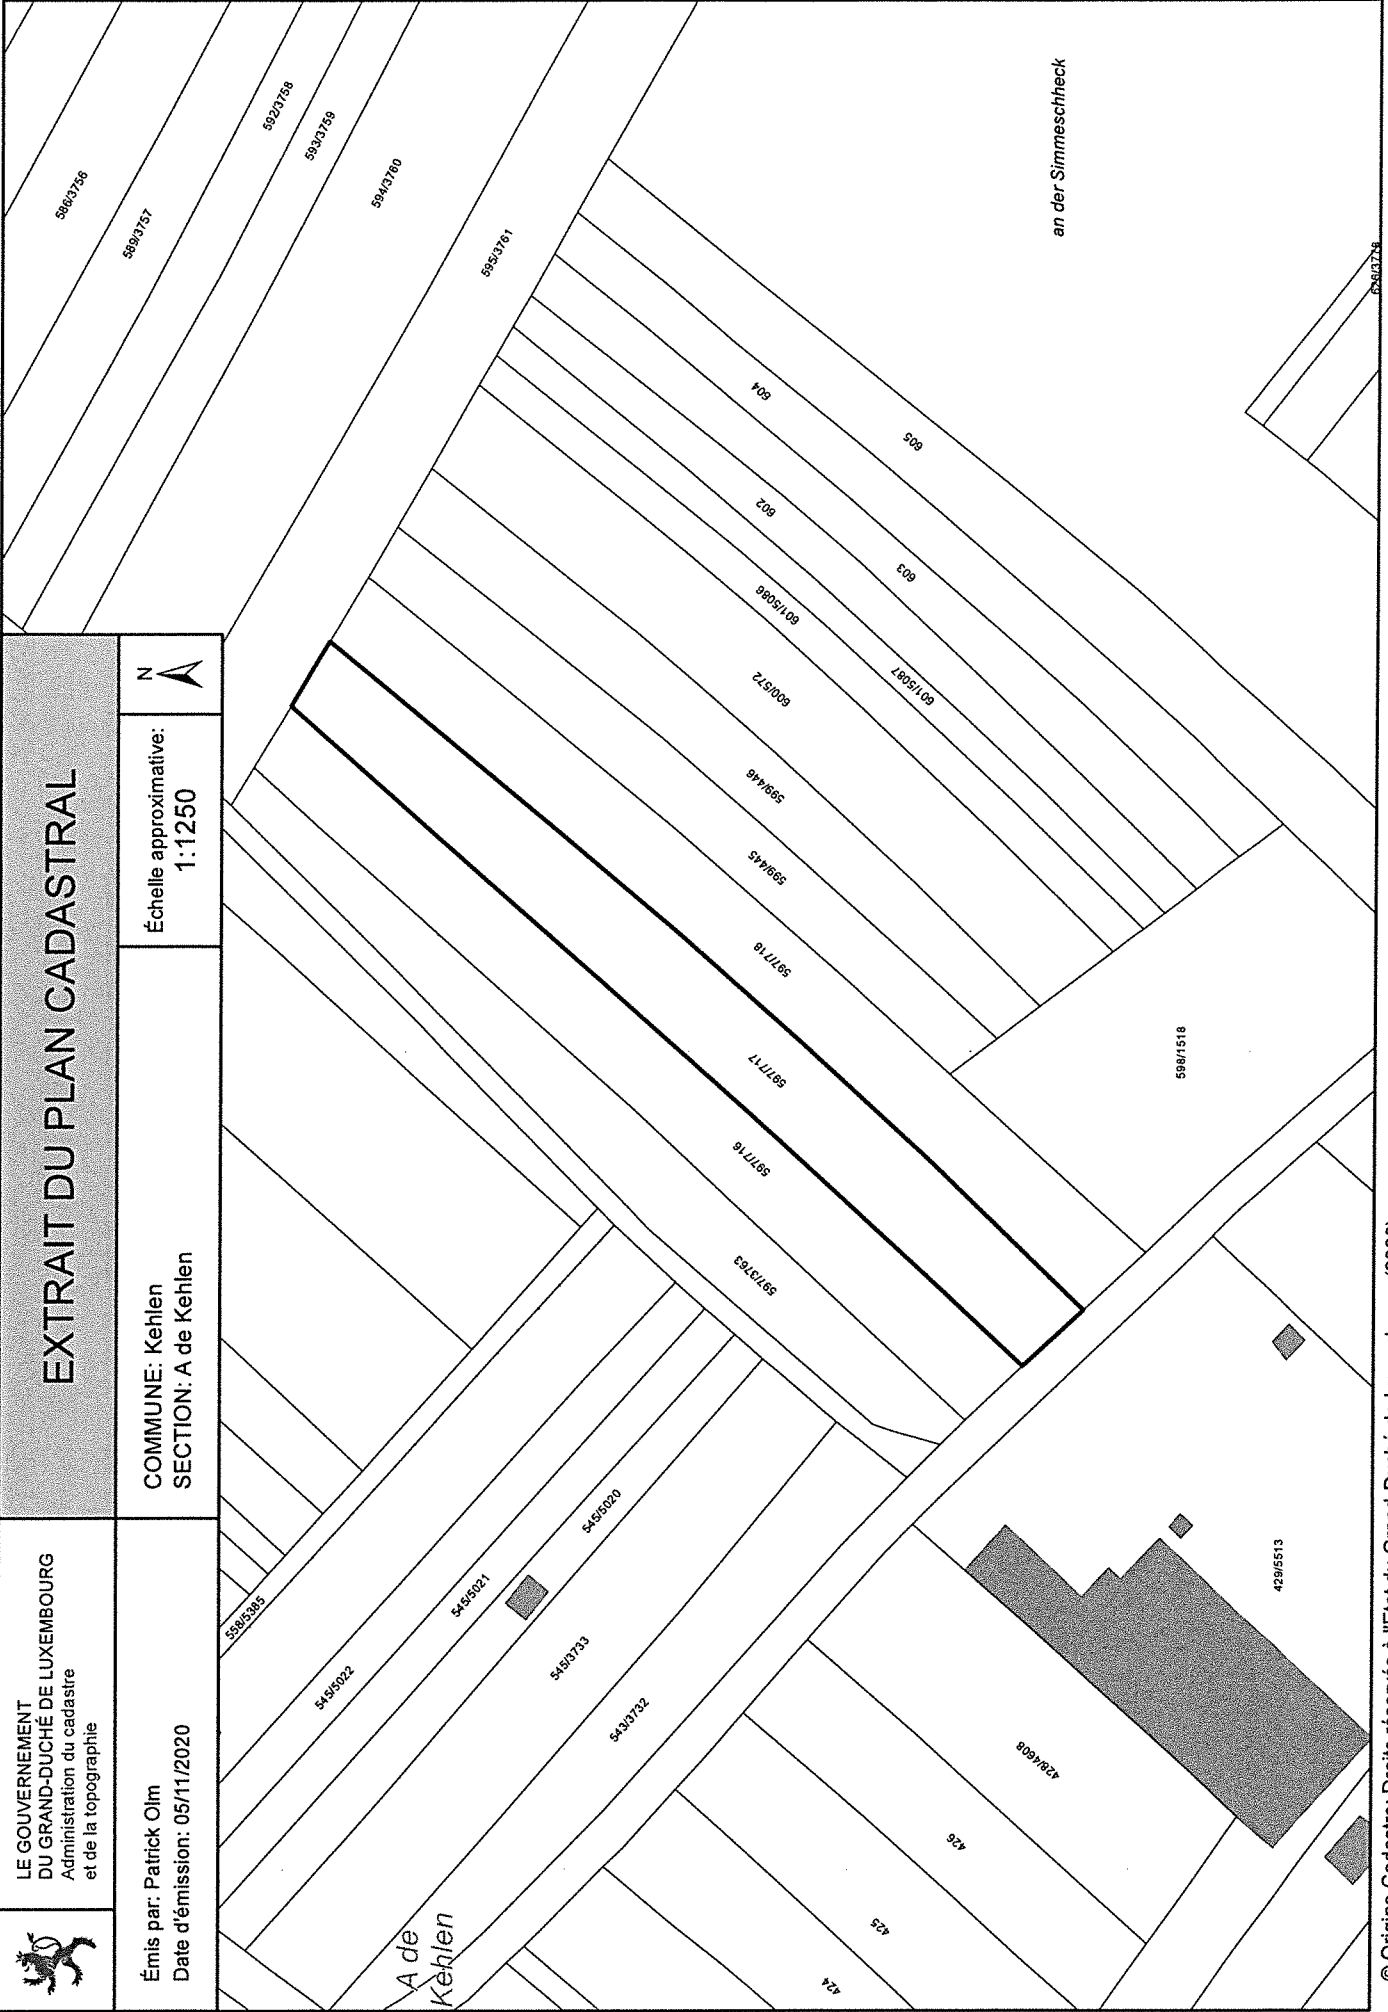 LE GOUVERNEMENT
DU GRAND-DUCHÉ DE LUXEMBOURG
Administration du cadastre
et de la topographie
EXTRAIT DU PLAN CADASTRAL
Émis par: Patrick Olm
Date d'émission: 05/11/2020
COMMUNE: Kehlen
SECTION: A de Kehlen
Échelle approximative:
1:1250
N
586/3756
589/3757
592/3758
593/3759
594/3760
595/3761
an der Simmeschheck
604
605
602
603
601/5086
601/5087
600/572
599/446
599/445
597/718
597/717
597/716
597/3763
598/1518
558/5385
545/5022
545/5021
545/5020
545/3733
543/3732
A de
Kehlen
428/4608
426
425
424
429/5513